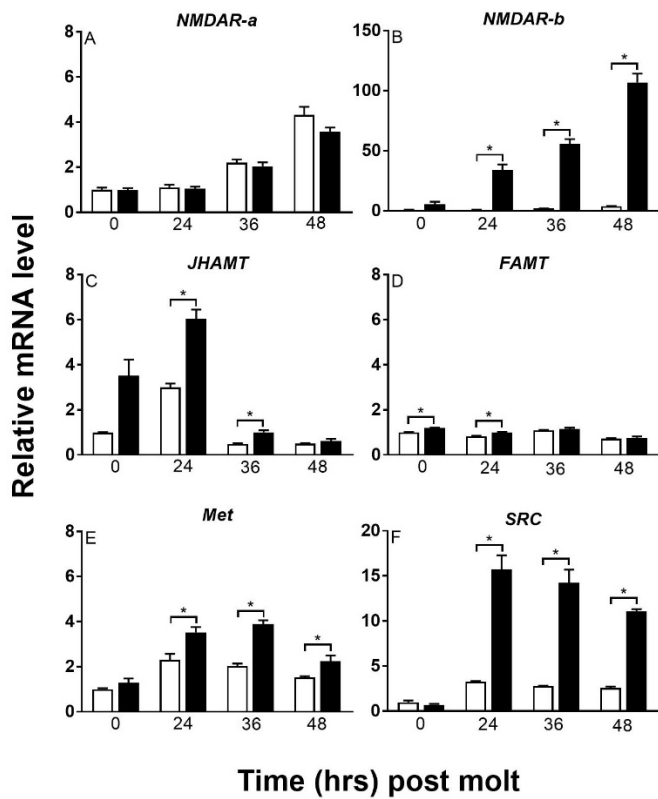 A
NMDAR-a
8
6
4
2
0
0 24 36 48
B
NMDAR-b
150
100
50
0
* * *
0 24 36 48
C
JHAMT
8
6
4
2
0
* *
0 24 36 48
D
FAMT
8
6
4
2
0
* *
0 24 36 48
E
Met
8
6
4
2
0
* * *
0 24 36 48
F
SRC
20
15
10
5
0
* * *
0 24 36 48
Relative mRNA level
Time (hrs) post molt